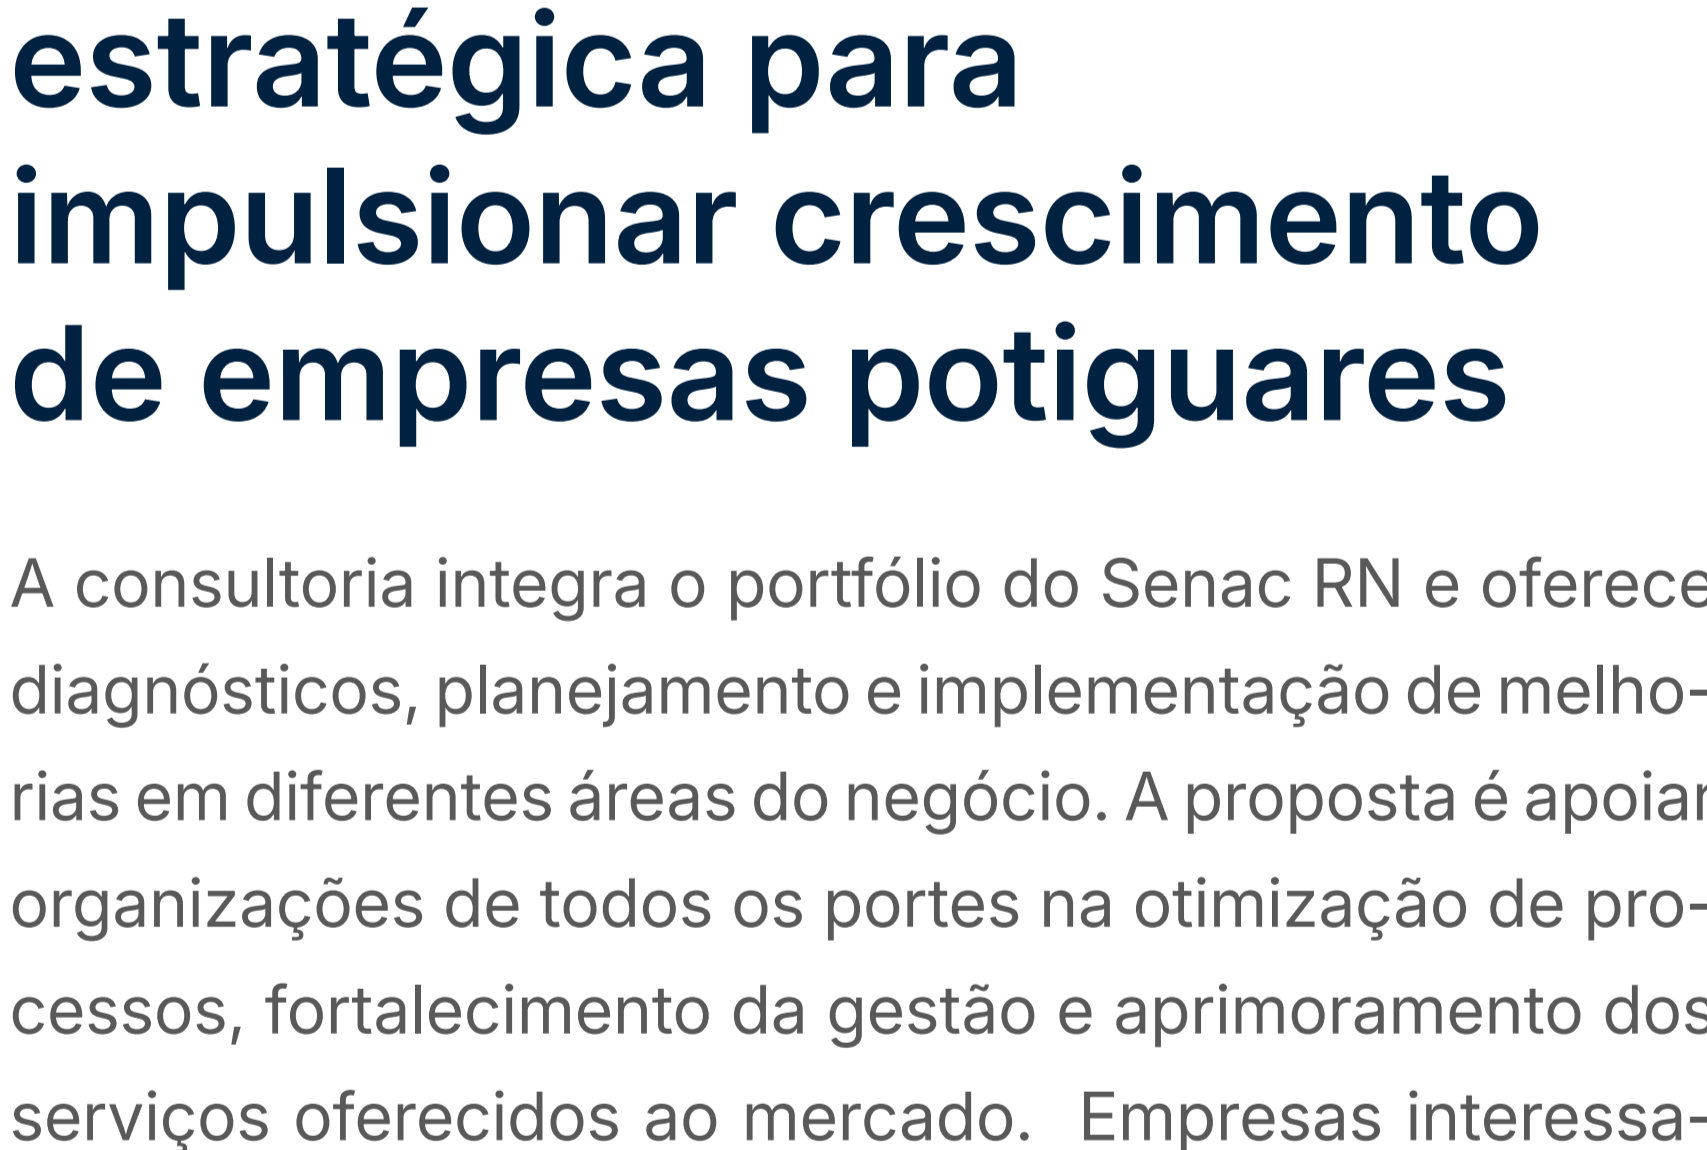 estratégica para
impulsionar crescimento
de empresas potiguares
A consultoria integra o portfólio do Senac RN e oferece
diagnósticos, planejamento e implementação de melho-
rias em diferentes áreas do negócio. A proposta é apoiar
organizações de todos os portes na otimização de pro-
cessos, fortalecimento da gestão e aprimoramento dos
serviços oferecidos ao mercado.  Empresas interessa-